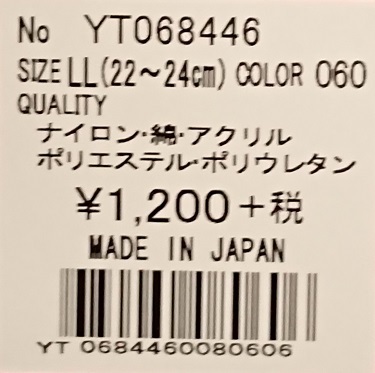 No YT068446
SIZE LL(22~24cm) COLOR 060
QUALITY
ナイロン・綿・アクリル
ポリエステル・ポリウレタン
¥1,200+税
MADE IN JAPAN
YT 0684460080606